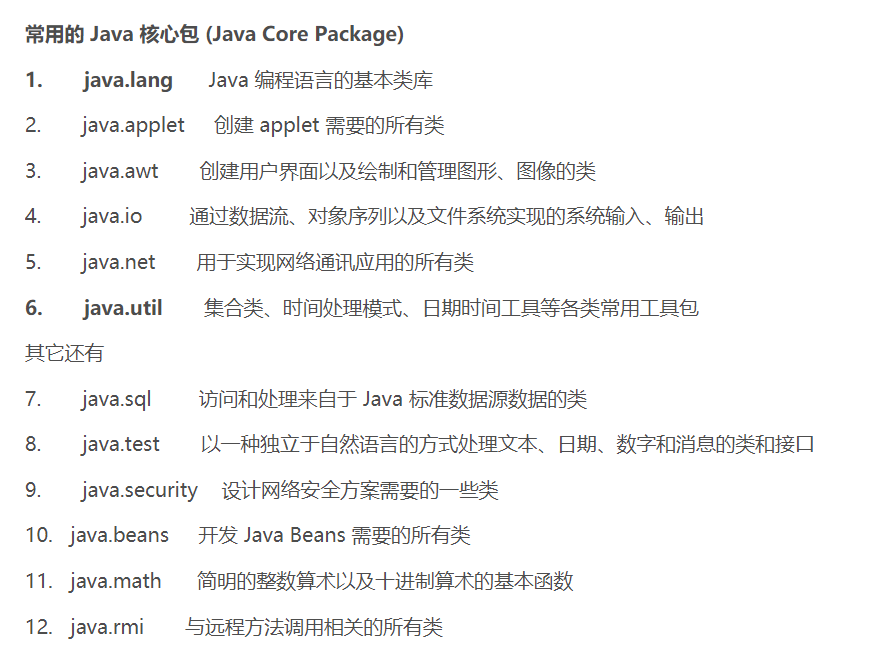 常用的 Java 核心包 (Java Core Package)
1. java.lang Java 编程语言的基本类库
2. java.applet 创建 applet 需要的所有类
3. java.awt 创建用户界面以及绘制和管理图形、图像的类
4. java.io 通过数据流、对象序列以及文件系统实现的系统输入、输出
5. java.net 用于实现网络通讯应用的所有类
6. java.util 集合类、时间处理模式、日期时间工具等各类常用工具包
其它还有
7. java.sql 访问和处理来自于 Java 标准数据源数据的类
8. java.test 以一种独立于自然语言的方式处理文本、日期、数字和消息的类和接口
9. java.security 设计网络安全方案需要的一些类
10. java.beans 开发 Java Beans 需要的所有类
11. java.math 简明的整数算术以及十进制算术的基本函数
12. java.rmi 与远程方法调用相关的所有类